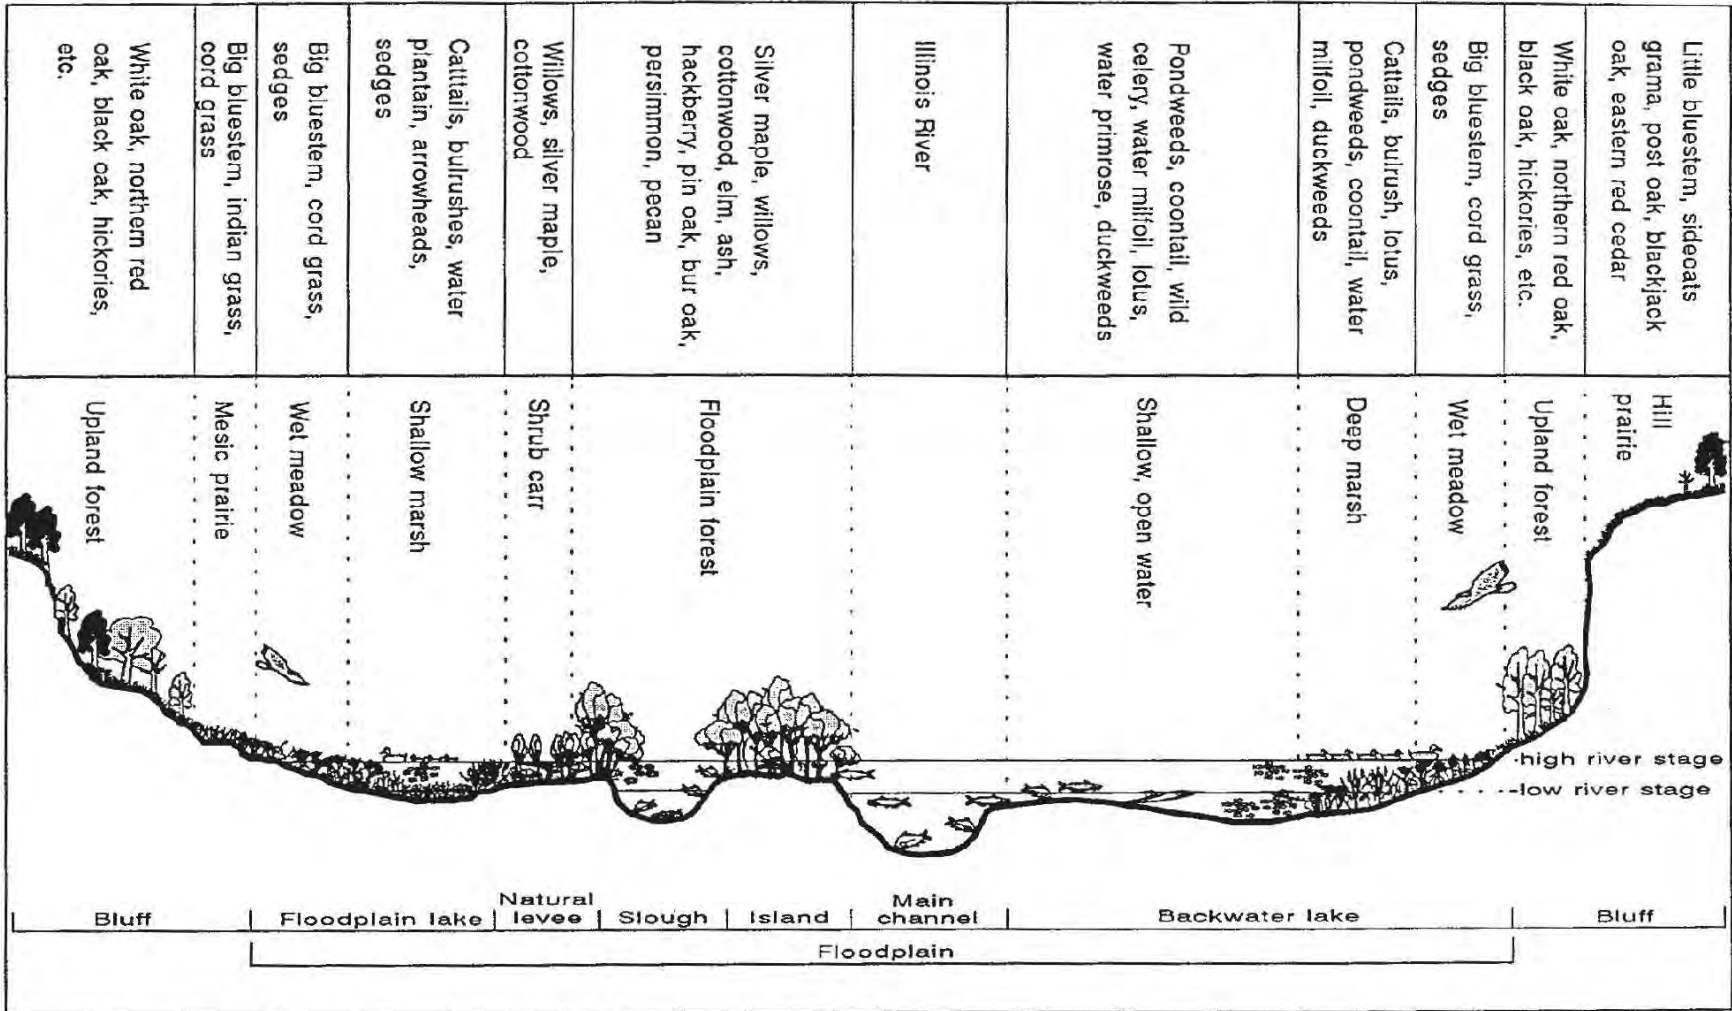 White oak, northern red
oak, black oak, hickories,
etc.
Big bluestem, indian grass,
cord grass
Big bluestem, cord grass,
sedges
Cattails, bulrushes, water
plantain, arrowheads,
sedges
Willows, silver maple,
cottonwood
Silver maple, willows,
cottonwood, elm, ash,
hackberry, pin oak, bur oak,
persimmon, pecan
Illinois River
Pondweeds, coontail, wild
celery, water milfoil, lotus,
water primrose, duckweeds
Cattails, bulrush, lotus,
pondweeds, coontail, water
milfoil, duckweeds
Big bluestem, cord grass,
sedges
White oak, northern red oak,
black oak, hickories, etc.
Little bluestem, sideoats
grama, post oak, blackjack
oak, eastern red cedar
Upland forest
Mesic prairie
Wet meadow
Shallow marsh
Shrub carr
Floodplain forest
Shallow, open water
Deep marsh
Wet meadow
Upland forest
Hill
prairie
high river stage
low river stage
Bluff
Floodplain lake
Natural
levee
Slough
Island
Main
channel
Backwater lake
Bluff
Floodplain